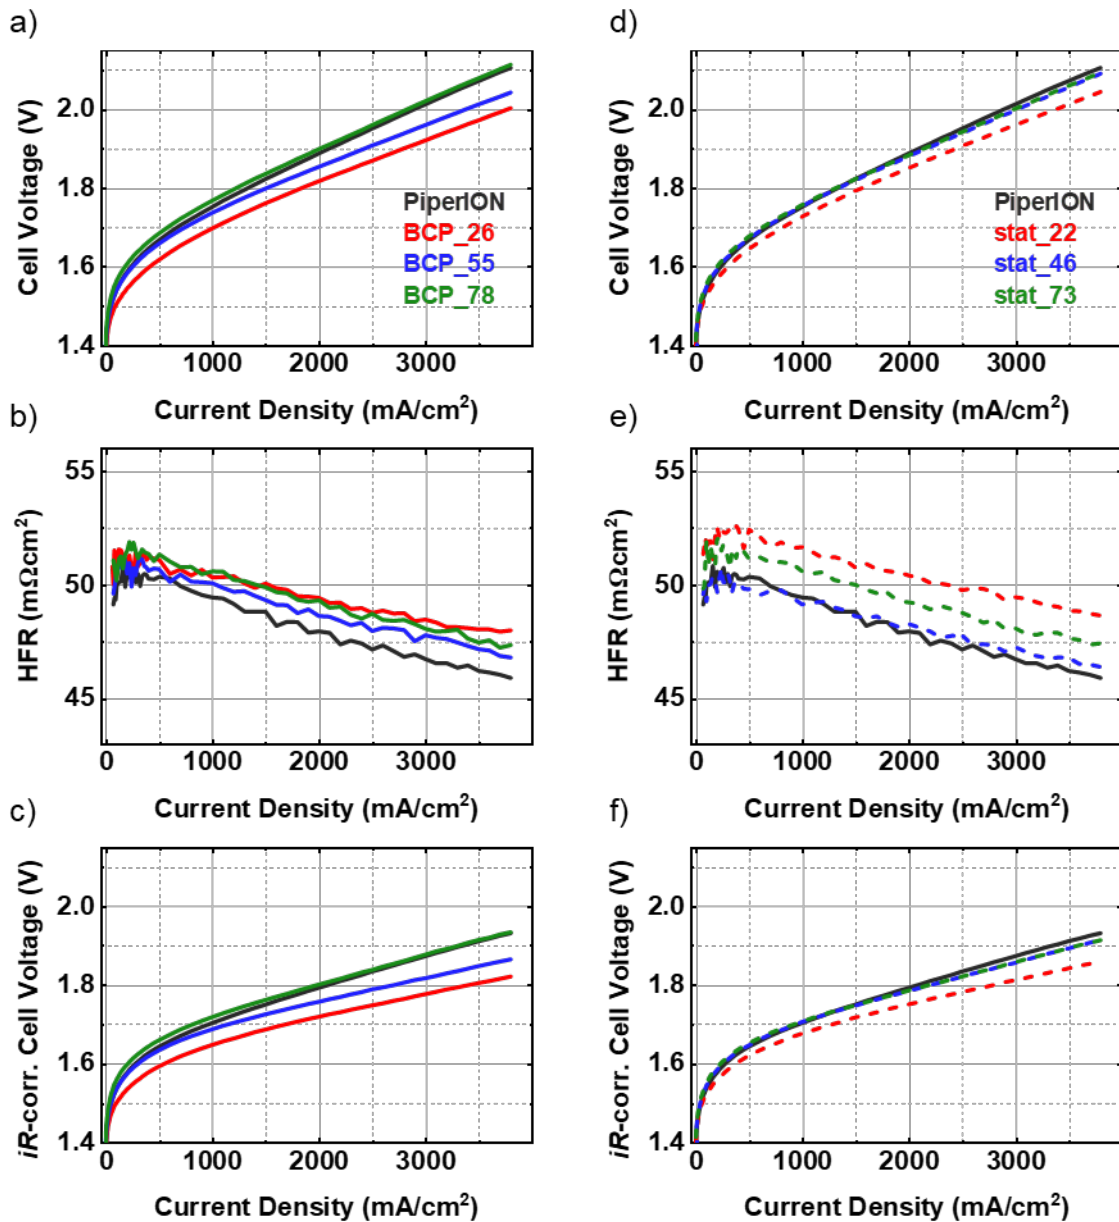 a)
Cell Voltage (V)
2.0
1.8
1.6
1.4
PiperION
BCP_26
BCP_55
BCP_78
0 1000 2000 3000
Current Density (mA/cm²)
d)
Cell Voltage (V)
2.0
1.8
1.6
1.4
PiperION
stat_22
stat_46
stat_73
0 1000 2000 3000
Current Density (mA/cm²)
b)
HFR (mΩcm²)
55
50
45
0 1000 2000 3000
Current Density (mA/cm²)
e)
HFR (mΩcm²)
55
50
45
0 1000 2000 3000
Current Density (mA/cm²)
c)
iR-corr. Cell Voltage (V)
2.0
1.8
1.6
1.4
0 1000 2000 3000
Current Density (mA/cm²)
f)
iR-corr. Cell Voltage (V)
2.0
1.8
1.6
1.4
0 1000 2000 3000
Current Density (mA/cm²)